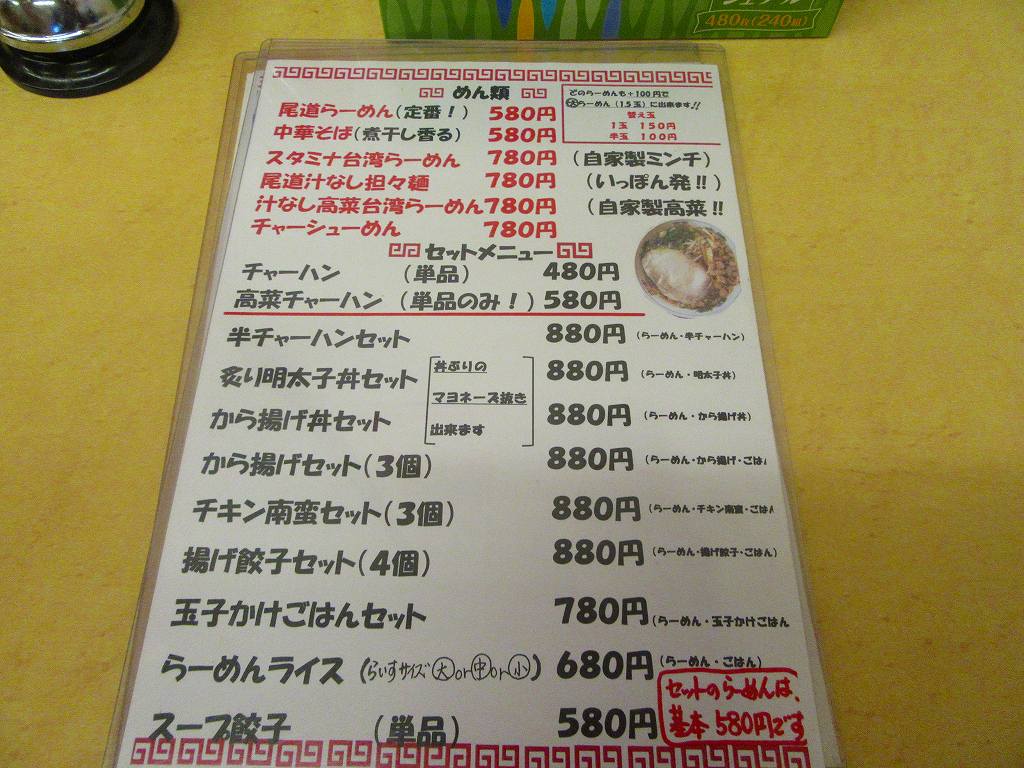 シュアル
480枚(240組)
めん類
どのらーめんも+100円で
大らーめん(1.5玉)に出来ます!!
替え玉
1玉 150円
半玉 100円
尾道らーめん(定番!) 580円
中華そば(煮干し香る) 580円
スタミナ台湾らーめん 780円 (自家製ミンチ)
尾道汁なし担々麺 780円 (いっぽん発!!)
汁なし高菜台湾らーめん 780円 (自家製高菜!!
チャーシューめん 780円
セットメニュー
チャーハン (単品) 480円
高菜チャーハン (単品のみ!) 580円
半チャーハンセット 880円 (らーめん・半チャーハン)
炙り明太子丼セット 880円 (らーめん・明太子丼)
から揚げ丼セット 880円 (らーめん・から揚げ丼)
丼ぶりの
マヨネーズ抜き
出来ます
から揚げセット(3個) 880円 (らーめん・から揚げ・ごはん
チキン南蛮セット(3個) 880円 (らーめん・チキン南蛮・ごはん
揚げ餃子セット(4個) 880円 (らーめん・揚げ餃子・ごはん)
玉子かけごはんセット 780円 (らーめん・玉子かけごはん
らーめんライス (らいすサイズ 大or中or小) 680円 (らーめん・ごはん)
スープ餃子 (単品) 580円
セットのらーめんは、
基本 580円です